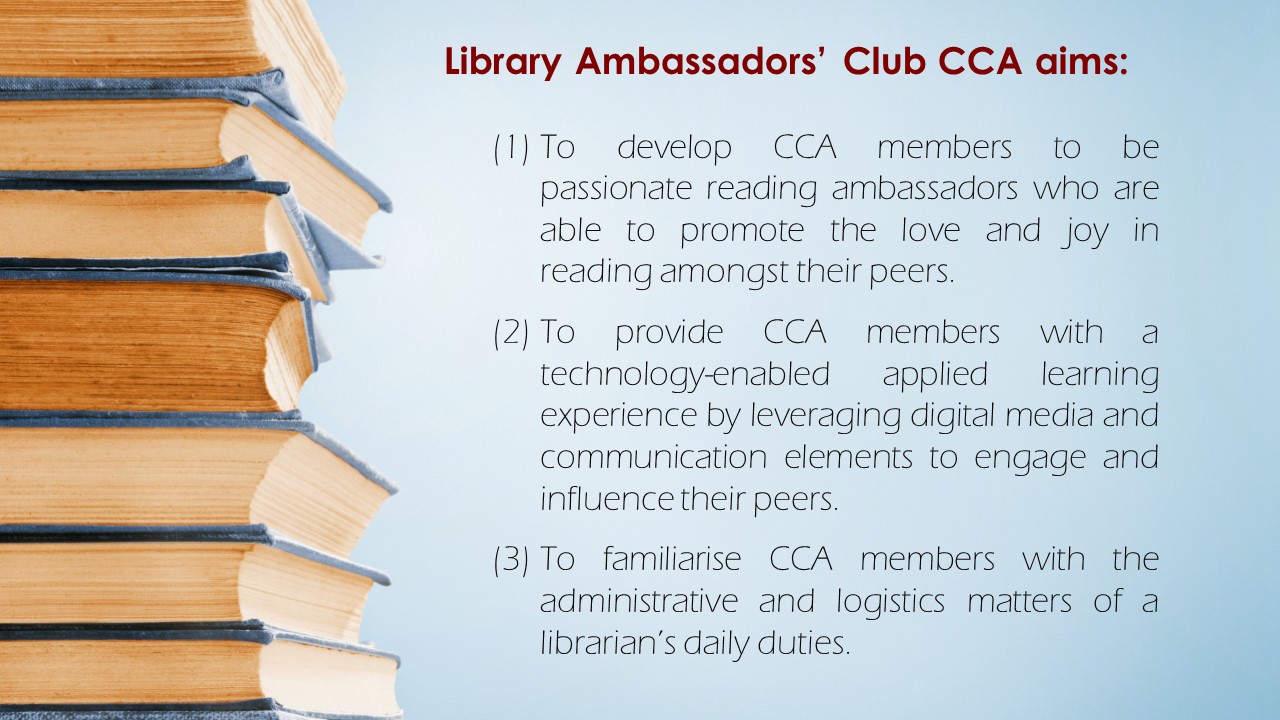 Library Ambassadors’ Club CCA aims:
(1) To develop CCA members to be
passionate reading ambassadors who are
able to promote the love and joy in
reading amongst their peers.
(2) To provide CCA members with a
technology-enabled applied learning
experience by leveraging digital media and
communication elements to engage and
influence their peers.
(3) To familiarise CCA members with the
administrative and logistics matters of a
librarian’s daily duties.